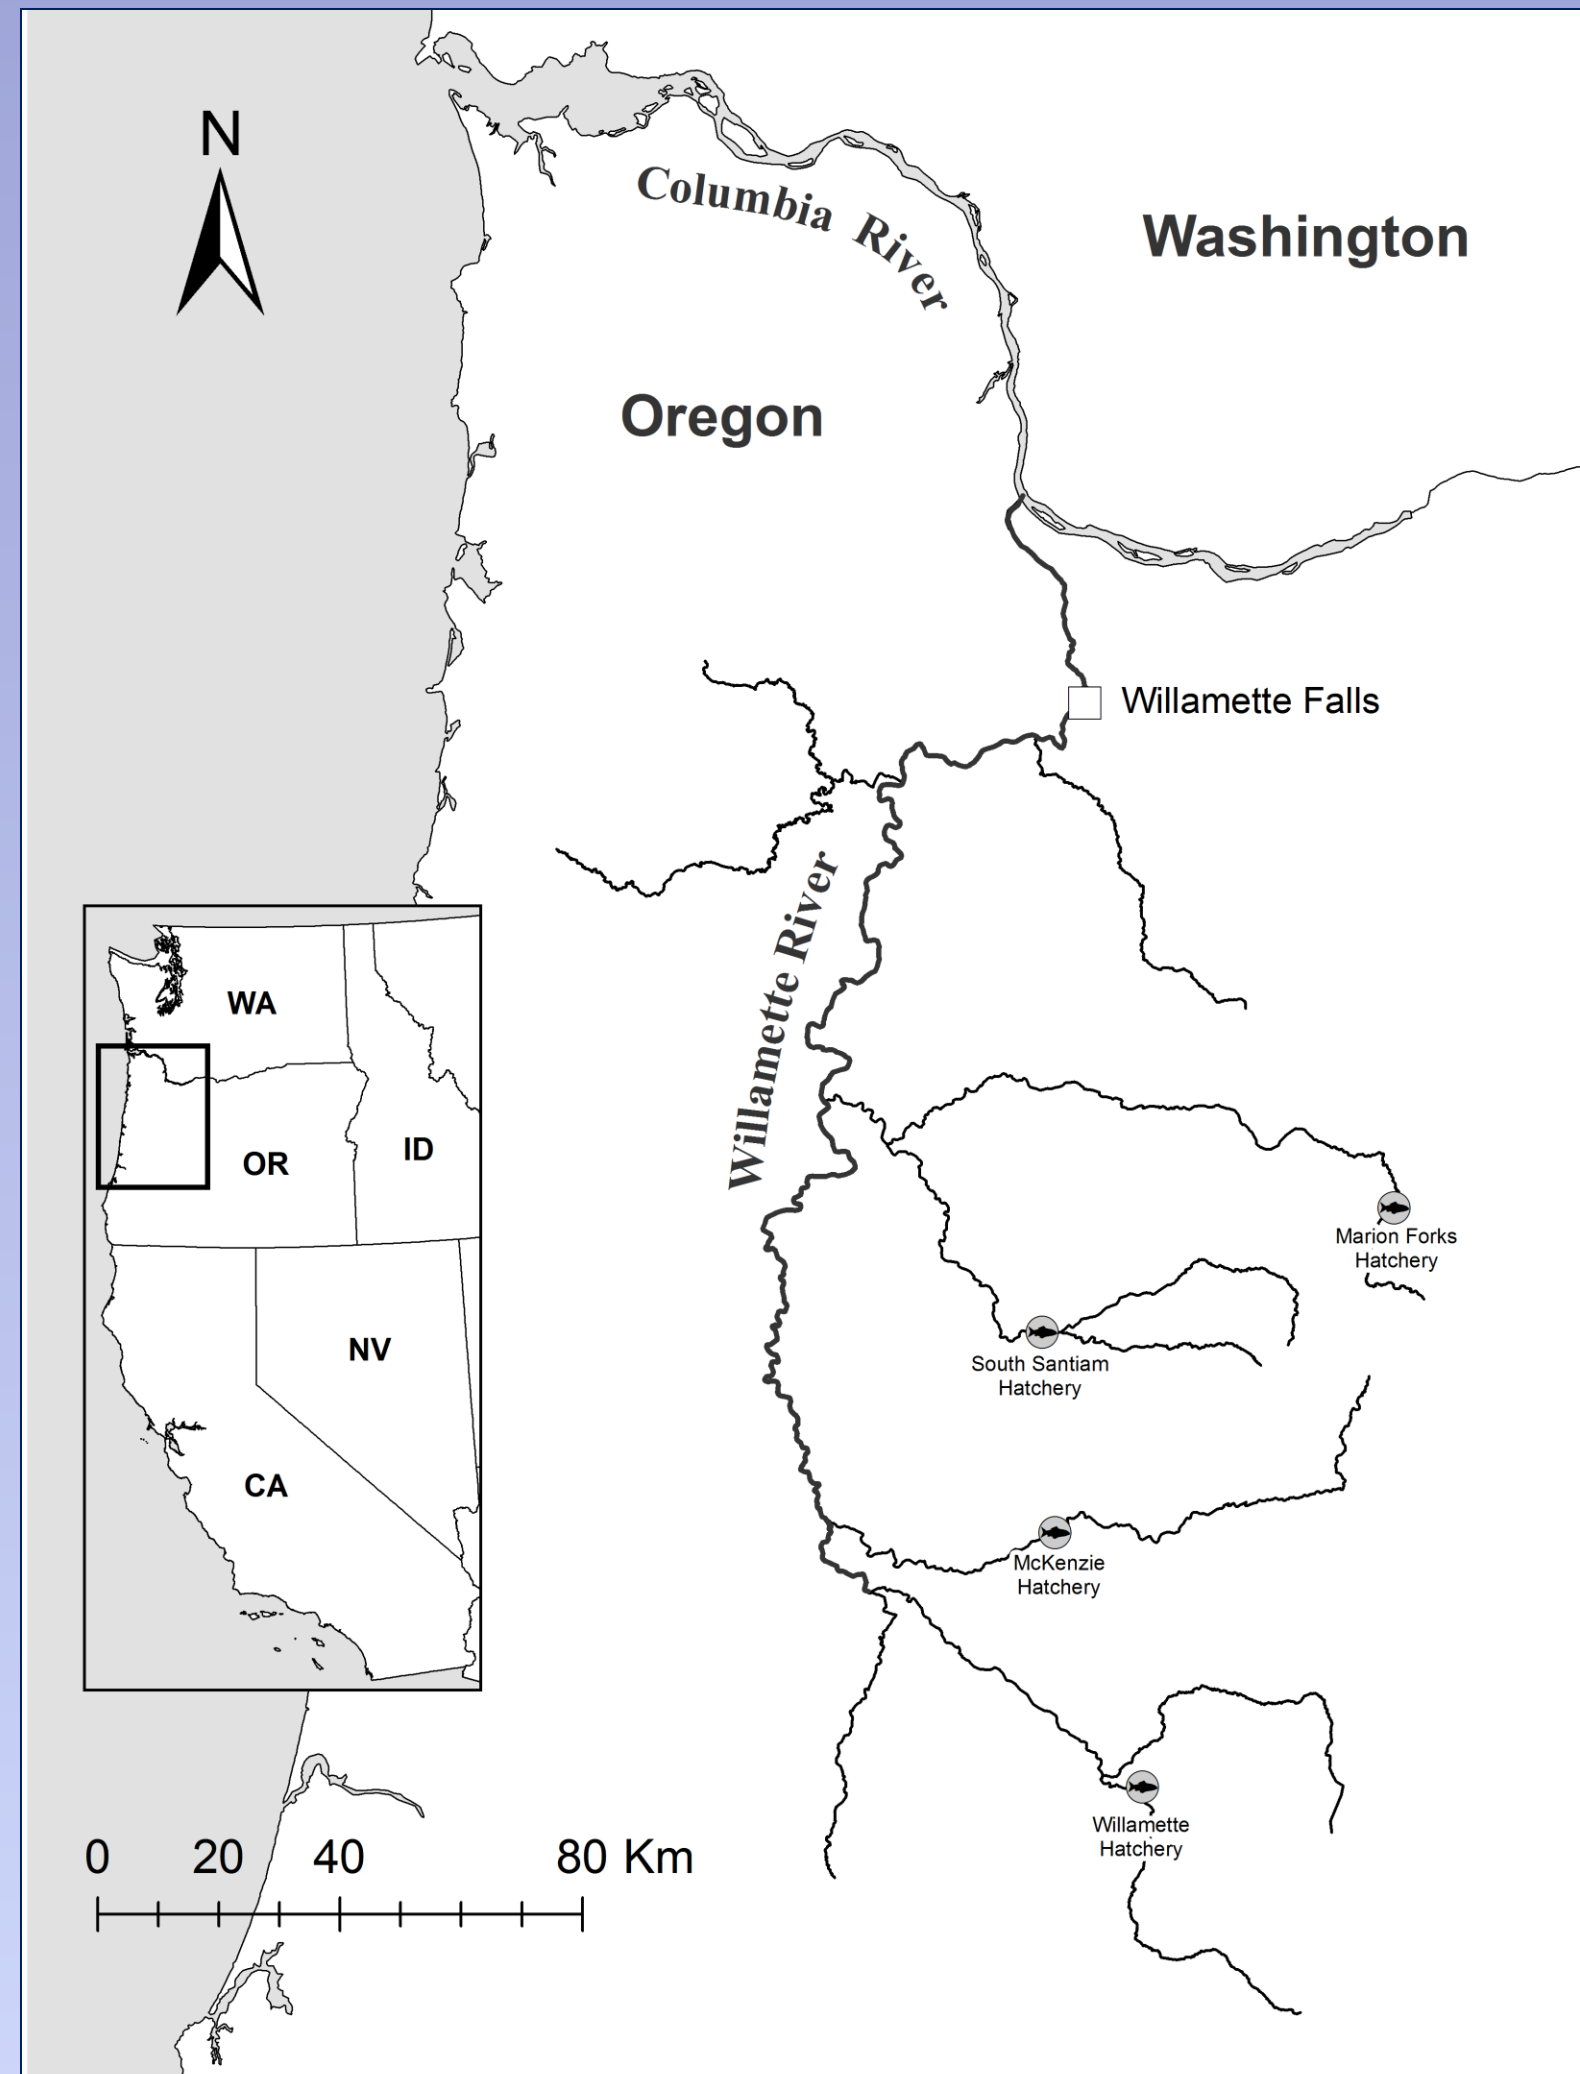 N
Columbia River
Washington
Oregon
Willamette Falls
Willamette River
WA
OR
ID
NV
CA
Marion Forks
Hatchery
South Santiam
Hatchery
McKenzie
Hatchery
Willamette
Hatchery
0 20 40 80 Km